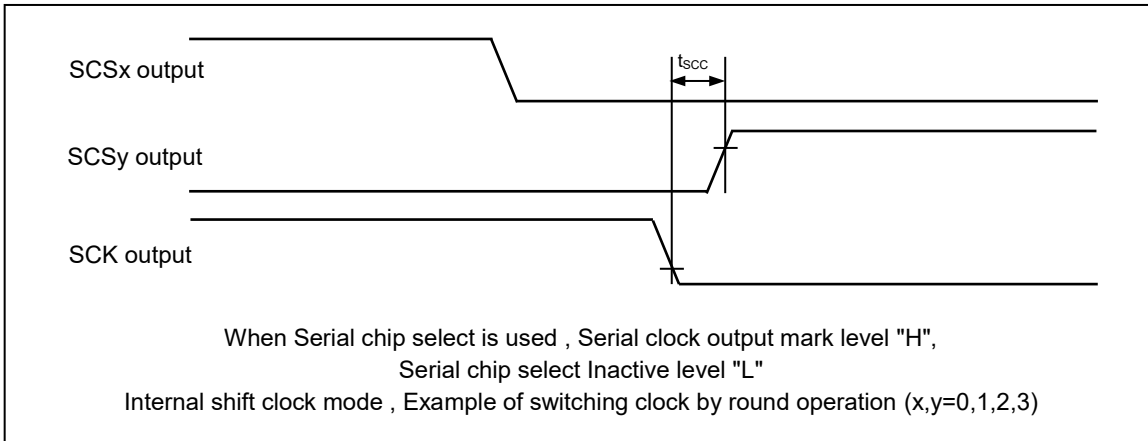 SCSx output
tSCC
SCSy output
SCK output
When Serial chip select is used , Serial clock output mark level "H",
Serial chip select Inactive level "L"
Internal shift clock mode , Example of switching clock by round operation (x,y=0,1,2,3)